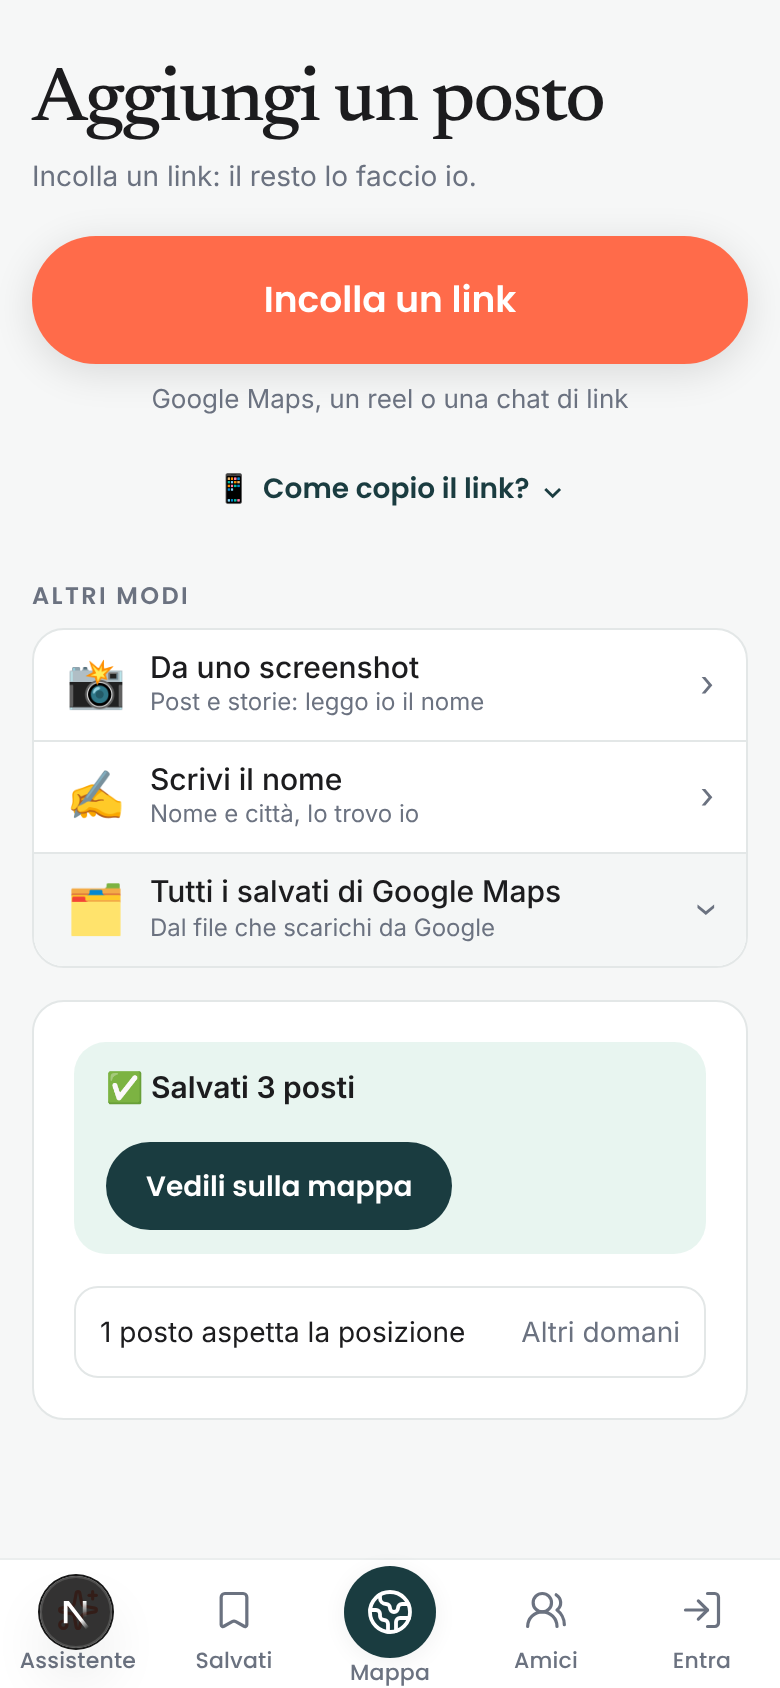 Aggiungi un posto
Incolla un link: il resto lo faccio io.
Incolla un link
Google Maps, un reel o una chat di link
Come copio il link?
ALTRI MODI
Da uno screenshot
Post e storie: leggo io il nome
Scrivi il nome
Nome e città, lo trovo io
Tutti i salvati di Google Maps
Dal file che scarichi da Google
✅ Salvati 3 posti
Vedili sulla mappa
1 posto aspetta la posizione Altri domani
N
Assistente Salvati Mappa Amici Entra